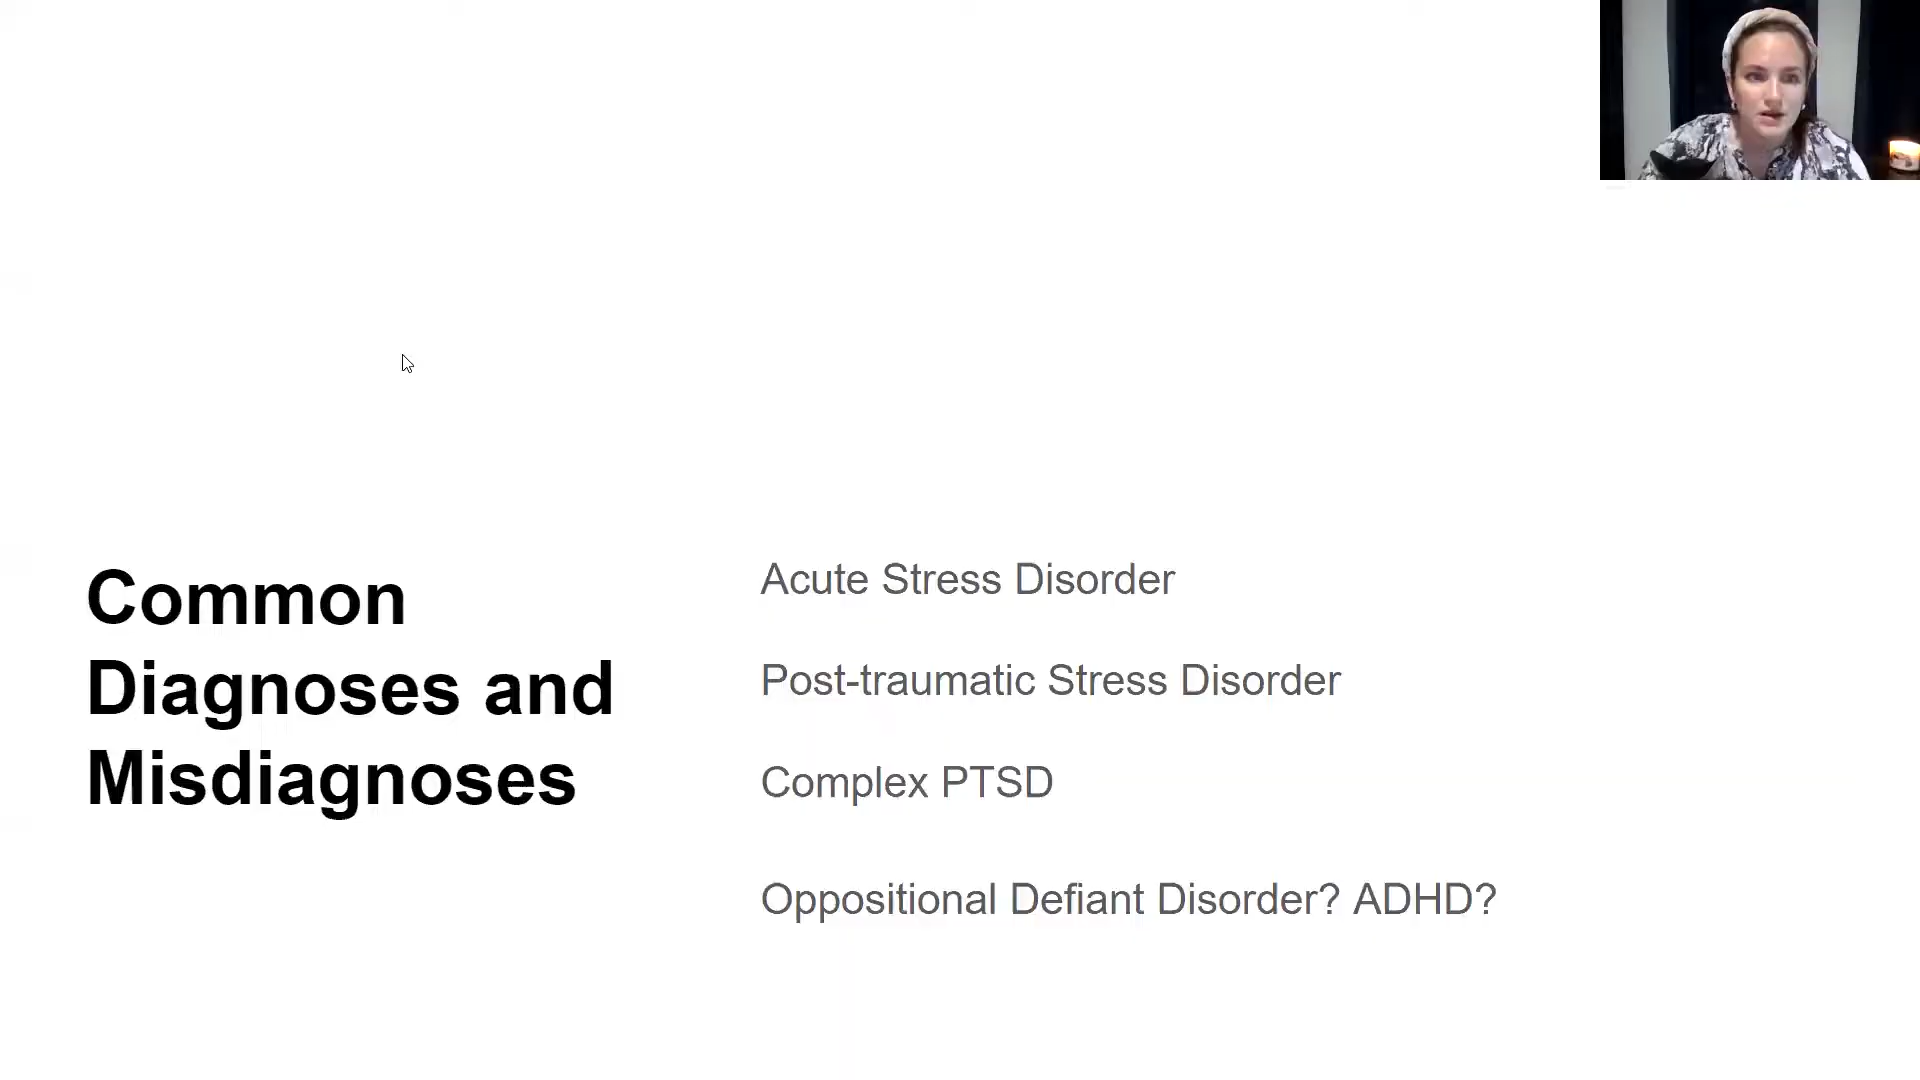 Common
Diagnoses and
Misdiagnoses
Acute Stress Disorder
Post-traumatic Stress Disorder
Complex PTSD
Oppositional Defiant Disorder? ADHD?